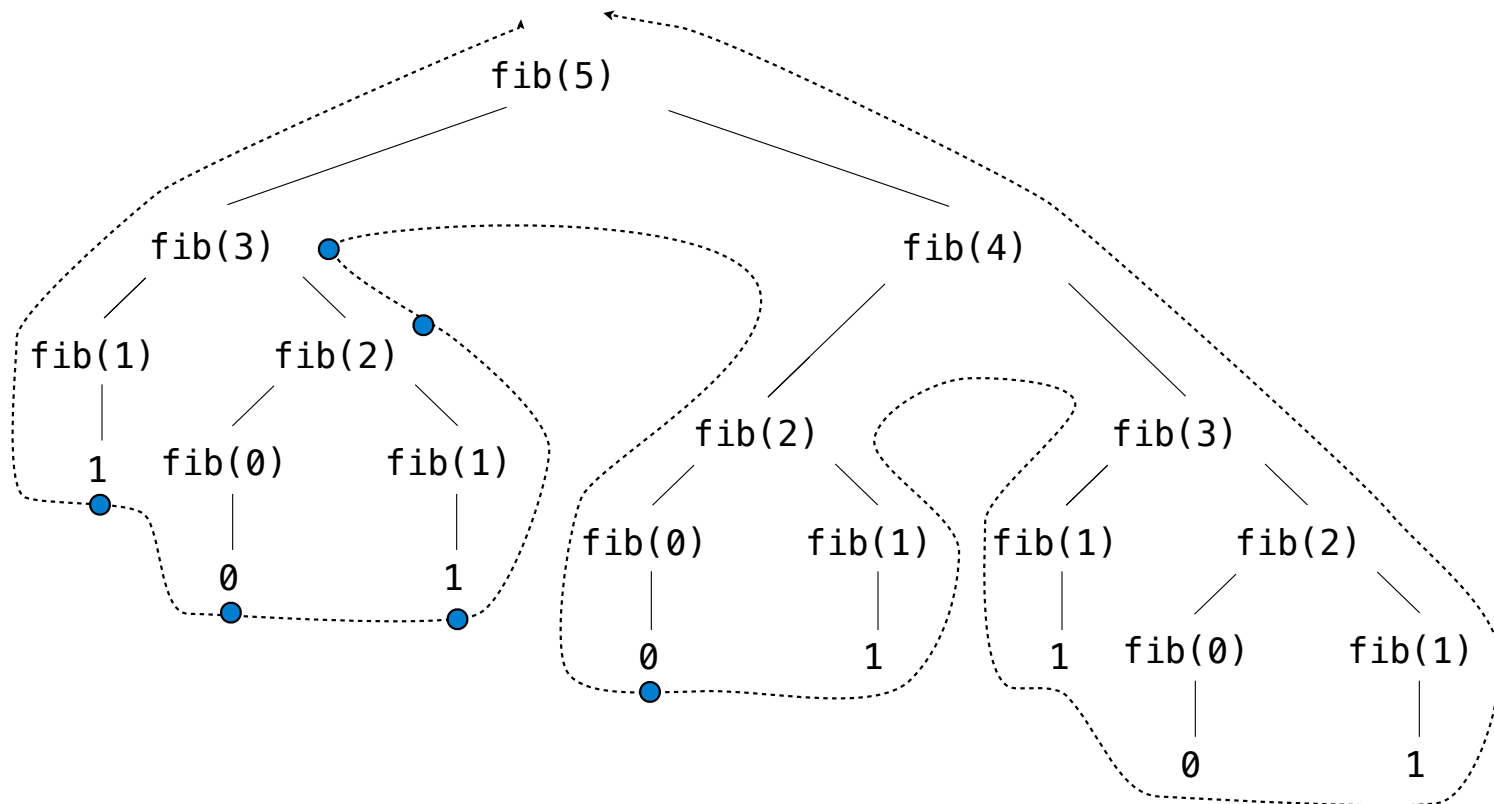 fib(5)
fib(3) fib(4)
fib(1) fib(2)
fib(2) fib(3)
1 fib(0) fib(1)
fib(0) fib(1) fib(1) fib(2)
0 1
0 1 1 fib(0) fib(1)
0 1